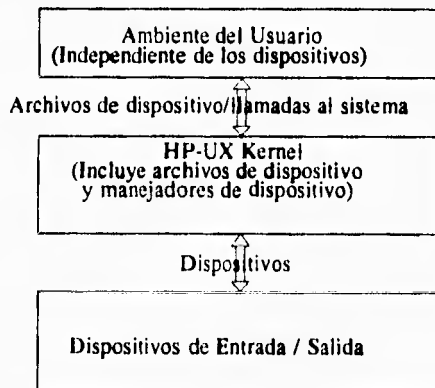 Ambiente del Usuario
(Independiente de los dispositivos)
Archivos de dispositivo/llamadas al sistema
HP-UX Kernel
(Incluye archivos de dispositivo
y manejadores de dispositivo)
Dispositivos
Dispositivos de Entrada / Salida